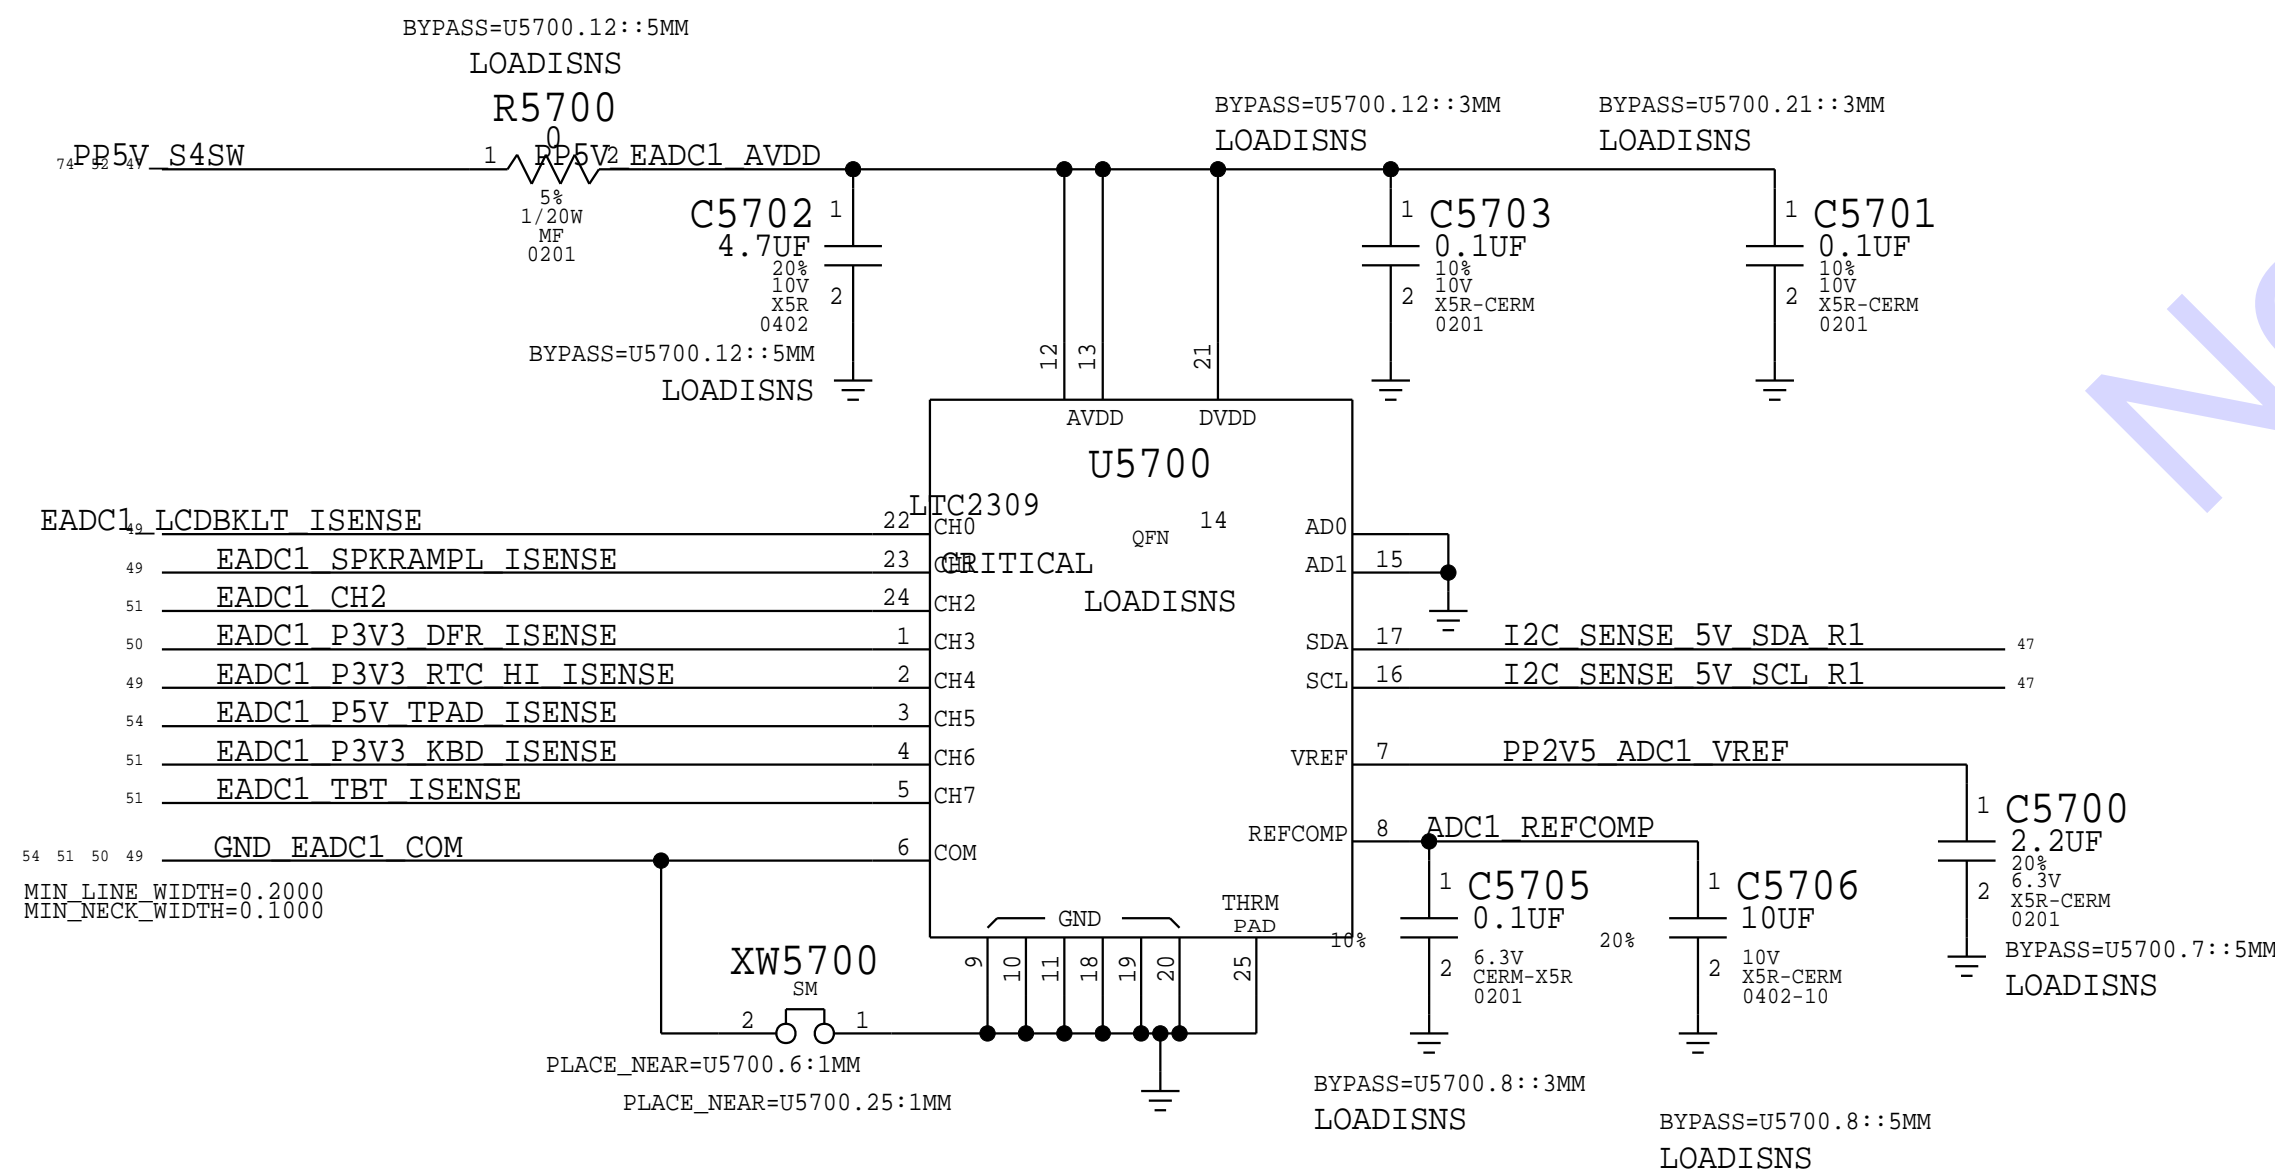 BYPASS=U5700.12::5MM
LOADISNS
R5700
0
BYPASS=U5700.12::3MM
LOADISNS
BYPASS=U5700.21::3MM
LOADISNS
74 52 47 PP5V_S4SW
1
2
PP5V_EADC1_AVDD
5%
1/20W
MF
0201
C5702 1
4.7UF
20%
10V
X5R
2
0402
BYPASS=U5700.12::5MM
LOADISNS
1 C5703
0.1UF
10%
10V
2 X5R-CERM
0201
1 C5701
0.1UF
10%
10V
2 X5R-CERM
0201
12
13
21
AVDD
DVDD
U5700
LTC2309
QFN
CRITICAL
LOADISNS
49 EADC1_LCDBKLT_ISENSE 22 CH0
49 EADC1_SPKRAMPL_ISENSE 23 CH1
51 EADC1_CH2 24 CH2
50 EADC1_P3V3_DFR_ISENSE 1 CH3
49 EADC1_P3V3_RTC_HI_ISENSE 2 CH4
54 EADC1_P5V_TPAD_ISENSE 3 CH5
51 EADC1_P3V3_KBD_ISENSE 4 CH6
51 EADC1_TBT_ISENSE 5 CH7
54 51 50 49 GND_EADC1_COM 6 COM
MIN_LINE_WIDTH=0.2000
MIN_NECK_WIDTH=0.1000
14 AD0
AD1 15
SDA 17 I2C_SENSE_5V_SDA_R1 47
SCL 16 I2C_SENSE_5V_SCL_R1 47
VREF 7 PP2V5_ADC1_VREF
REFCOMP 8 ADC1_REFCOMP
1 C5700
2.2UF
20%
6.3V
2 X5R-CERM
0201
BYPASS=U5700.7::5MM
LOADISNS
GND
THRM
PAD
9
10
11
18
19
20
25
1 C5705
0.1UF
10%
6.3V
2 CERM-X5R
0201
BYPASS=U5700.8::3MM
LOADISNS
1 C5706
10UF
20%
10V
2 X5R-CERM
0402-10
BYPASS=U5700.8::5MM
LOADISNS
XW5700
SM
2
1
PLACE_NEAR=U5700.6:1MM
PLACE_NEAR=U5700.25:1MM